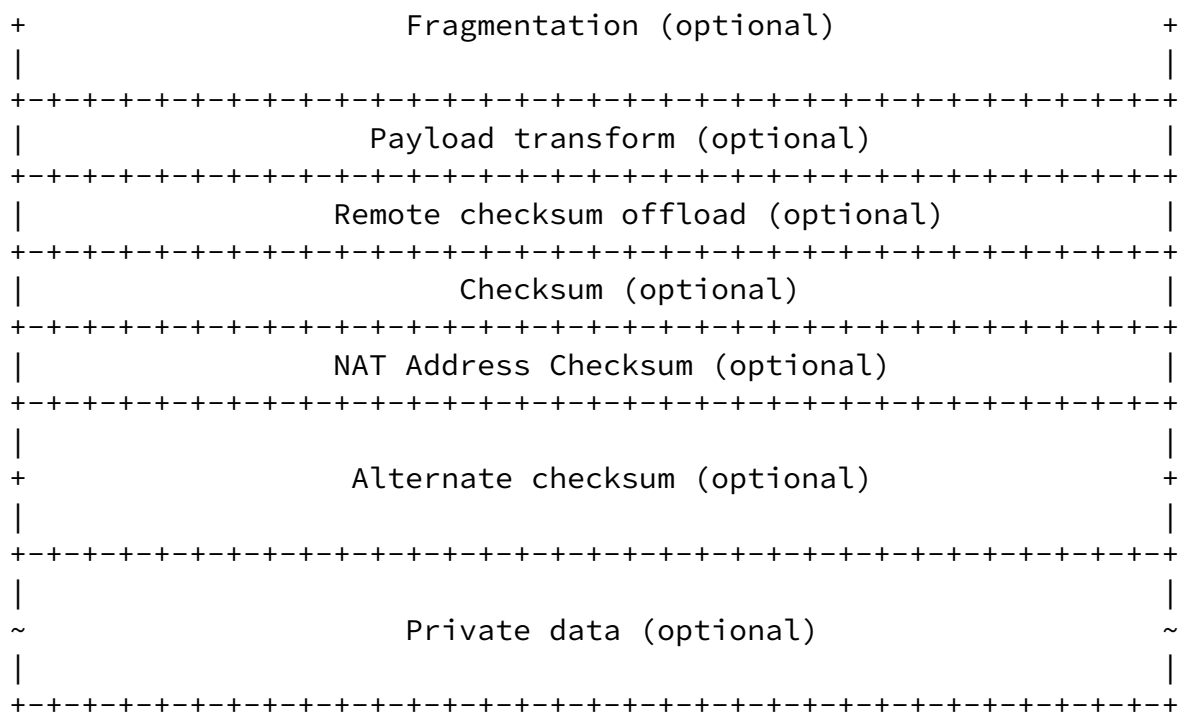 +                     Fragmentation (optional)                  +
|                                                               |
+-+-+-+-+-+-+-+-+-+-+-+-+-+-+-+-+-+-+-+-+-+-+-+-+-+-+-+-+-+-+-+-+
|                   Payload transform (optional)                |
+-+-+-+-+-+-+-+-+-+-+-+-+-+-+-+-+-+-+-+-+-+-+-+-+-+-+-+-+-+-+-+-+
|                 Remote checksum offload (optional)            |
+-+-+-+-+-+-+-+-+-+-+-+-+-+-+-+-+-+-+-+-+-+-+-+-+-+-+-+-+-+-+-+-+
|                        Checksum (optional)                    |
+-+-+-+-+-+-+-+-+-+-+-+-+-+-+-+-+-+-+-+-+-+-+-+-+-+-+-+-+-+-+-+-+
|                 NAT Address Checksum (optional)               |
+-+-+-+-+-+-+-+-+-+-+-+-+-+-+-+-+-+-+-+-+-+-+-+-+-+-+-+-+-+-+-+-+
|                                                               |
+                  Alternate checksum (optional)                +
|                                                               |
+-+-+-+-+-+-+-+-+-+-+-+-+-+-+-+-+-+-+-+-+-+-+-+-+-+-+-+-+-+-+-+-+
|                                                               |
~                     Private data (optional)                   ~
|                                                               |
+-+-+-+-+-+-+-+-+-+-+-+-+-+-+-+-+-+-+-+-+-+-+-+-+-+-+-+-+-+-+-+-+